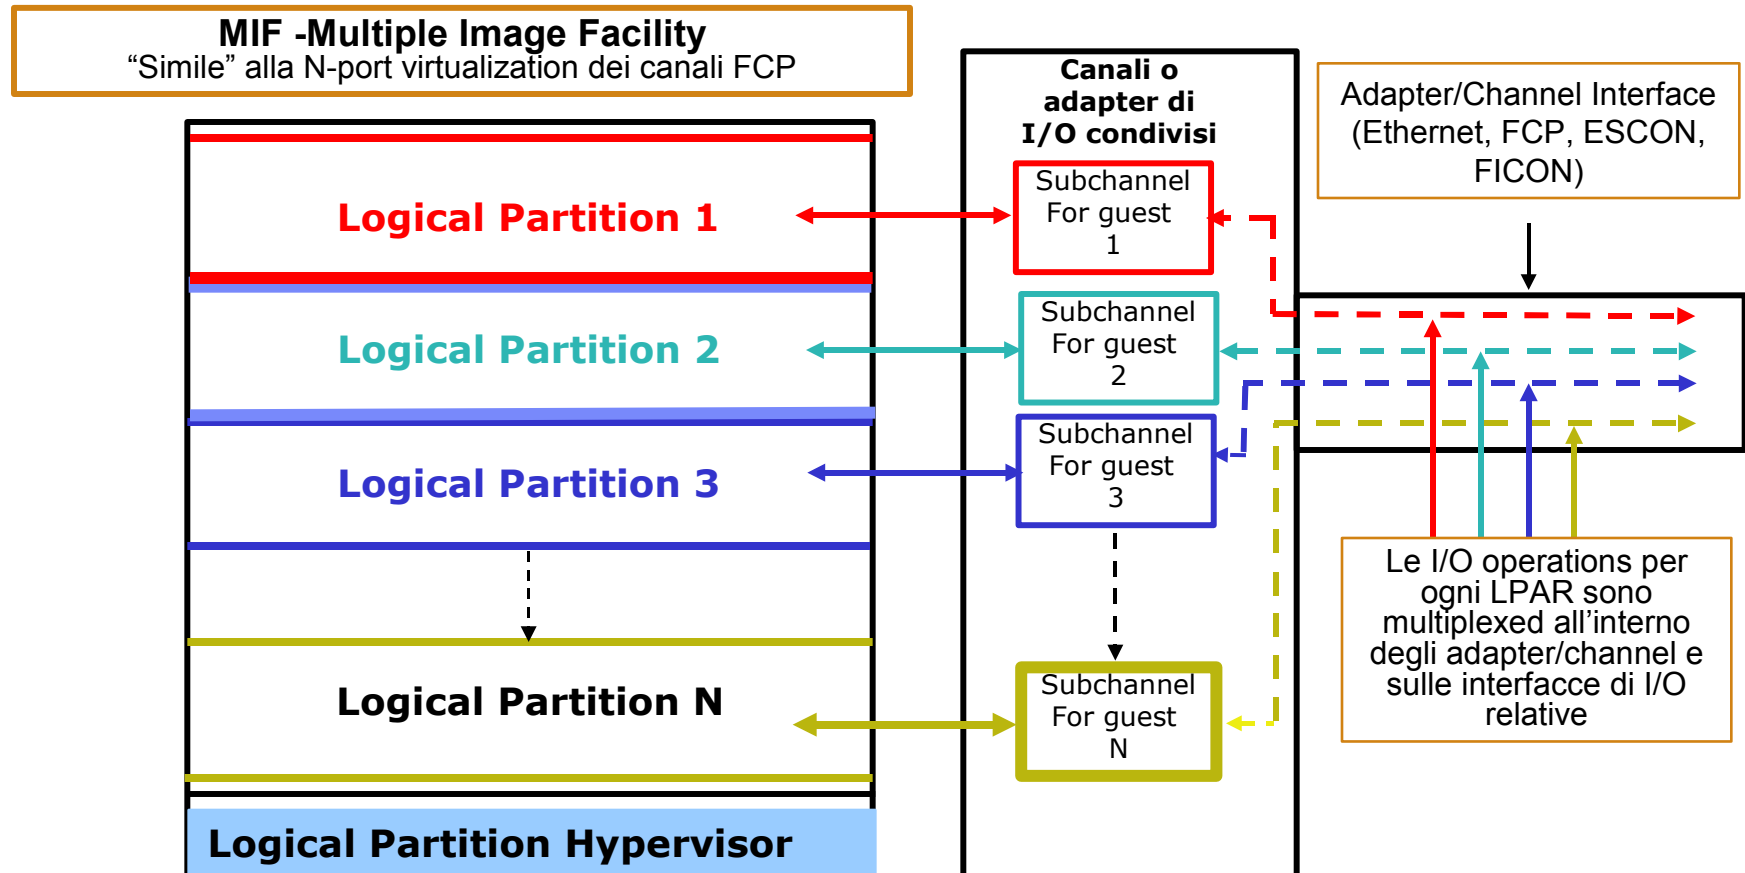 MIF -Multiple Image Facility
“Simile” alla N-port virtualization dei canali FCP
Canali o
adapter di
I/O condivisi
Adapter/Channel Interface
(Ethernet, FCP, ESCON,
FICON)
Logical Partition 1
Subchannel
For guest
1
Logical Partition 2
Subchannel
For guest
2
Logical Partition 3
Subchannel
For guest
3
Logical Partition N
Subchannel
For guest
N
Le I/O operations per
ogni LPAR sono
multiplexed all’interno
degli adapter/channel e
sulle interfacce di I/O
relative
Logical Partition Hypervisor